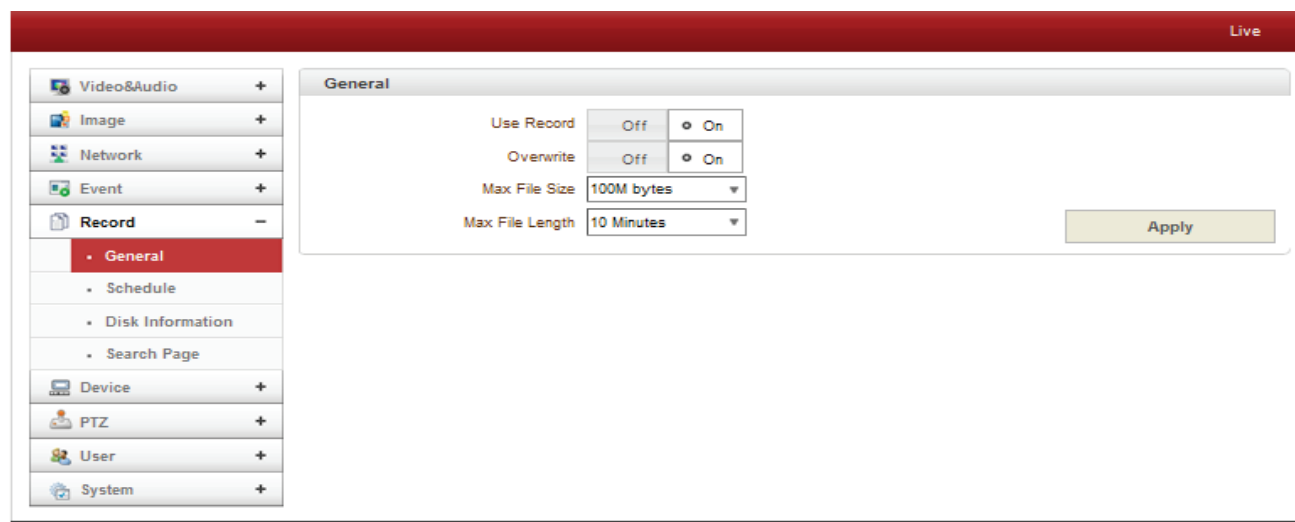 Live
Video&Audio +
Image +
Network +
Event +
Record −
General
Schedule
Disk Information
Search Page
Device +
PTZ +
User +
System +
General
Use Record Off On
Overwrite Off On
Max File Size 100M bytes
Max File Length 10 Minutes
Apply